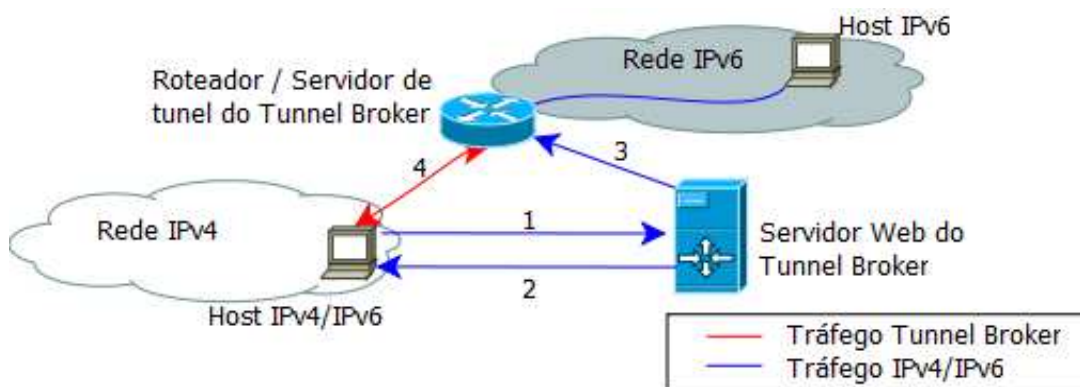 Host IPv6
Rede IPv6
Roteador / Servidor de
tunel do Tunnel Broker
3
4
Rede IPv4
1
Servidor Web do
Tunnel Broker
2
Host IPv4/IPv6
Tráfego Tunnel Broker
Tráfego IPv4/IPv6